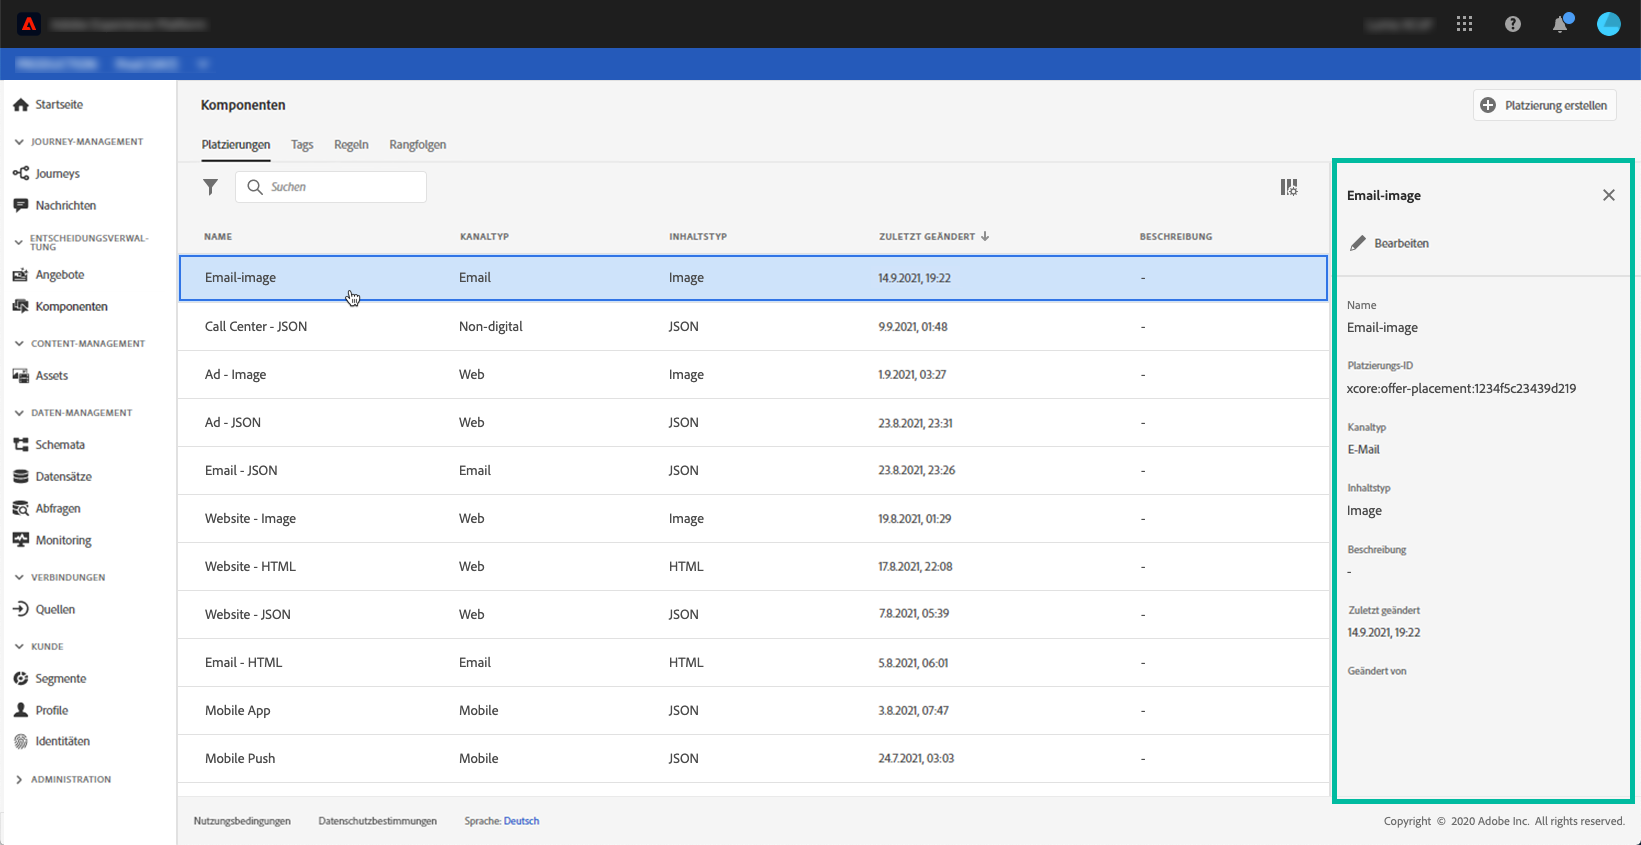 Startseite
JOURNEY-MANAGEMENT
Journeys
Nachrichten
ENTSCHEIDUNGSVERWAL-
TUNG
Angebote
Komponenten
CONTENT-MANAGEMENT
Assets
DATEN-MANAGEMENT
Schemata
Datensätze
Abfragen
Monitoring
VERBINDUNGEN
Quellen
KUNDE
Segmente
Profile
Identitäten
ADMINISTRATION
Komponenten
Platzierung erstellen
Platzierungen Tags Regeln Rangfolgen
Suchen
NAME KANALTYP INHALTSTYP ZULETZT GEÄNDERT BESCHREIBUNG
Email-image Email Image 14.9.2021, 19:22 -
Call Center - JSON Non-digital JSON 9.9.2021, 01:48 -
Ad - Image Web Image 1.9.2021, 03:27 -
Ad - JSON Web JSON 23.8.2021, 23:31 -
Email - JSON Email JSON 23.8.2021, 23:26 -
Website - Image Web Image 19.8.2021, 01:29 -
Website - HTML Web HTML 17.8.2021, 22:08 -
Website - JSON Web JSON 7.8.2021, 05:39 -
Email - HTML Email HTML 5.8.2021, 06:01 -
Mobile App Mobile JSON 3.8.2021, 07:47 -
Mobile Push Mobile JSON 24.7.2021, 03:03 -
Email-image
Bearbeiten
Name
Email-image
Platzierungs-ID
xcore:offer-placement:1234f5c23439d219
Kanaltyp
E-Mail
Inhaltstyp
Image
Beschreibung
-
Zuletzt geändert
14.9.2021, 19:22
Geändert von
Nutzungsbedingungen Datenschutzbestimmungen Sprache: Deutsch
Copyright © 2020 Adobe Inc. All rights reserved.